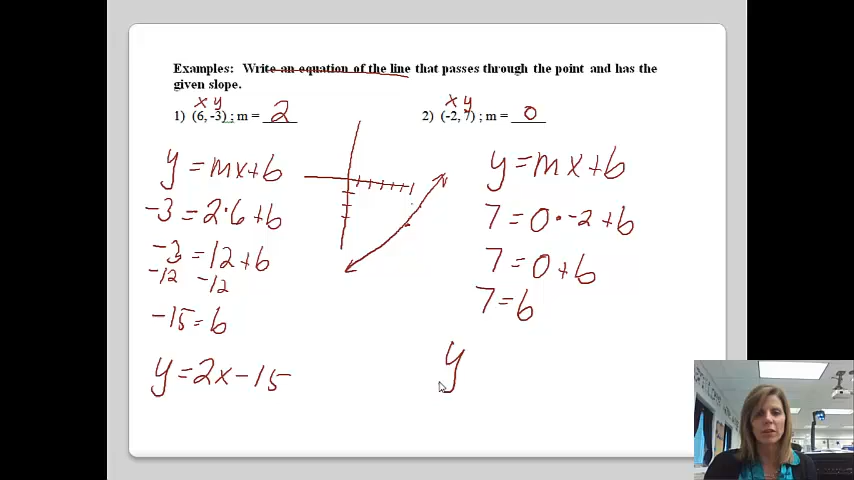 Examples: Write an equation of the line that passes through the point and has the
given slope.
x y
1) (6, -3) ; m = 2
x y
2) (-2, 7) ; m = 0
y = mx + b
-3 = 2·6 + b
-3 = 12 + b
-12 -12
-15 = b
y = 2x - 15
y = mx + b
7 = 0 · -2 + b
7 = 0 + b
7 = b
y